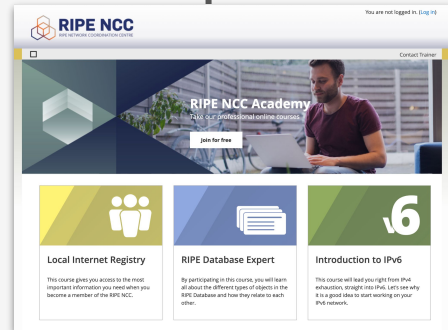 You are not logged in. (Log in)
RIPE NCC
RIPE NETWORK COORDINATION CENTRE
Contact Trainer
RIPE NCC Academy
Take our professional online courses
Join for free
v6
Local Internet Registry
This course gives you access to the most
important information you need when you
become a member of the RIPE NCC.
RIPE Database Expert
By participating in this course, you will learn
all about the different types of objects in the
RIPE Database and how they relate to each
other.
Introduction to IPv6
This course will lead you right from IPv4
exhaustion, straight into IPv6. Let's see why
it is a good idea to start working on your
IPv6 network.